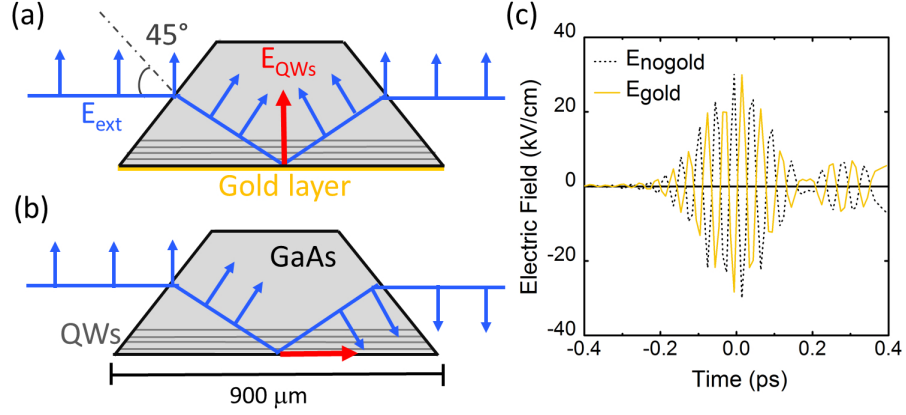 (a)
45°
E_QWs
E_ext
Gold layer
(b)
GaAs
QWs
900 μm
(c)
E_nogold
E_gold
Electric Field (kV/cm)
40
20
0
-20
-40
-0.4 -0.2 0.0 0.2 0.4
Time (ps)